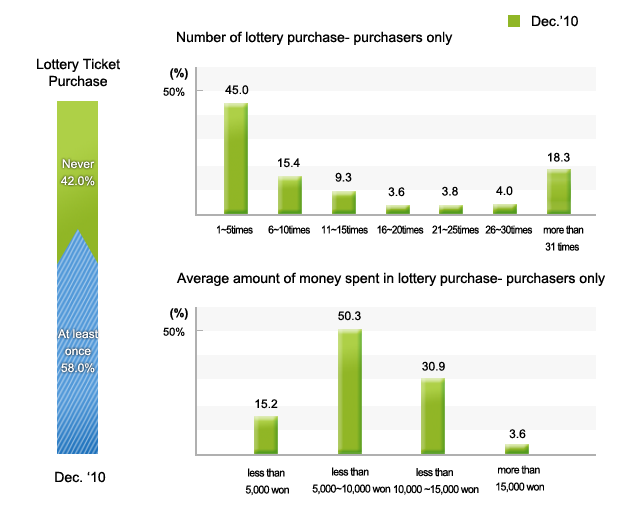 Dec.'10
Number of lottery purchase- purchasers only
Lottery Ticket
Purchase
(%)
50%
45.0
15.4
9.3
3.6
3.8
4.0
18.3
1~5times
6~10times
11~15times
16~20times
21~25times
26~30times
more than
31 times
Never
42.0%
At least
once
58.0%
Dec. ‘10
Average amount of money spent in lottery purchase- purchasers only
(%)
50%
15.2
50.3
30.9
3.6
less than
5,000 won
less than
5,000~10,000 won
less than
10,000 ~15,000 won
more than
15,000 won